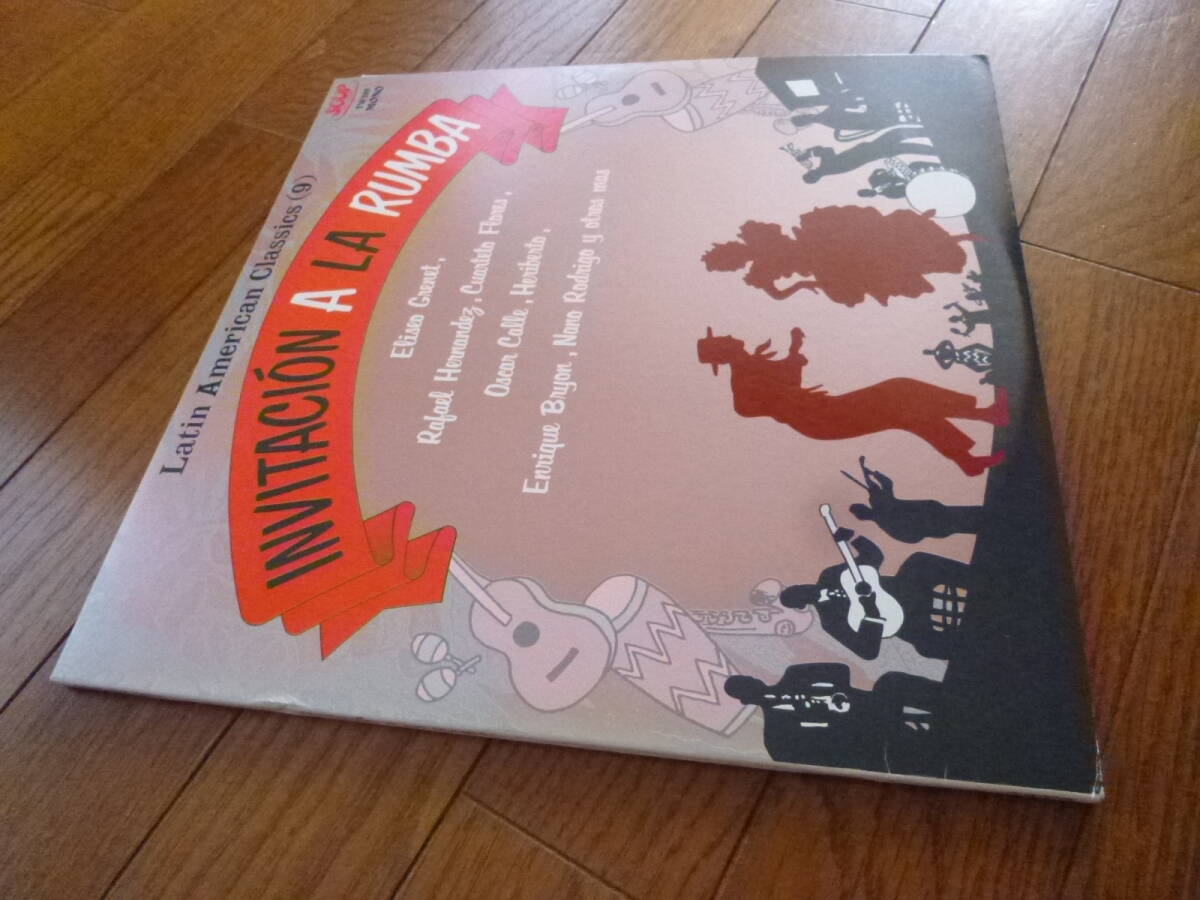 MONO
Latin American Classics (9)
INVITACIÓN A LA RUMBA
Eliseo Grenet,
Rafael Hernandez, Cuarteto Flores,
Oscar Calle, Heriberto,
Enrique Bryon, Nano Rodrigo y otros mas